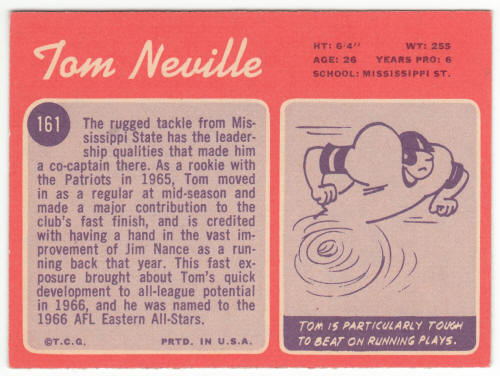 Tom Neville
HT: 6'4" WT: 255
AGE: 26 YEARS PRO: 6
SCHOOL: MISSISSIPPI ST.
161
The rugged tackle from Mis-
sissippi State has the leader-
ship qualities that made him
a co-captain there. As a rookie with
the Patriots in 1965, Tom moved
in as a regular at mid-season and
made a major contribution to the
club's fast finish, and is credited
with having a hand in the vast im-
provement of Jim Nance as a run-
ning back that year. This fast ex-
posure brought about Tom's quick
development to all-league potential
in 1966, and he was named to the
1966 AFL Eastern All-Stars.
©T.C.G. PRTD. IN U.S.A.
TOM IS PARTICULARLY TOUGH
TO BEAT ON RUNNING PLAYS.